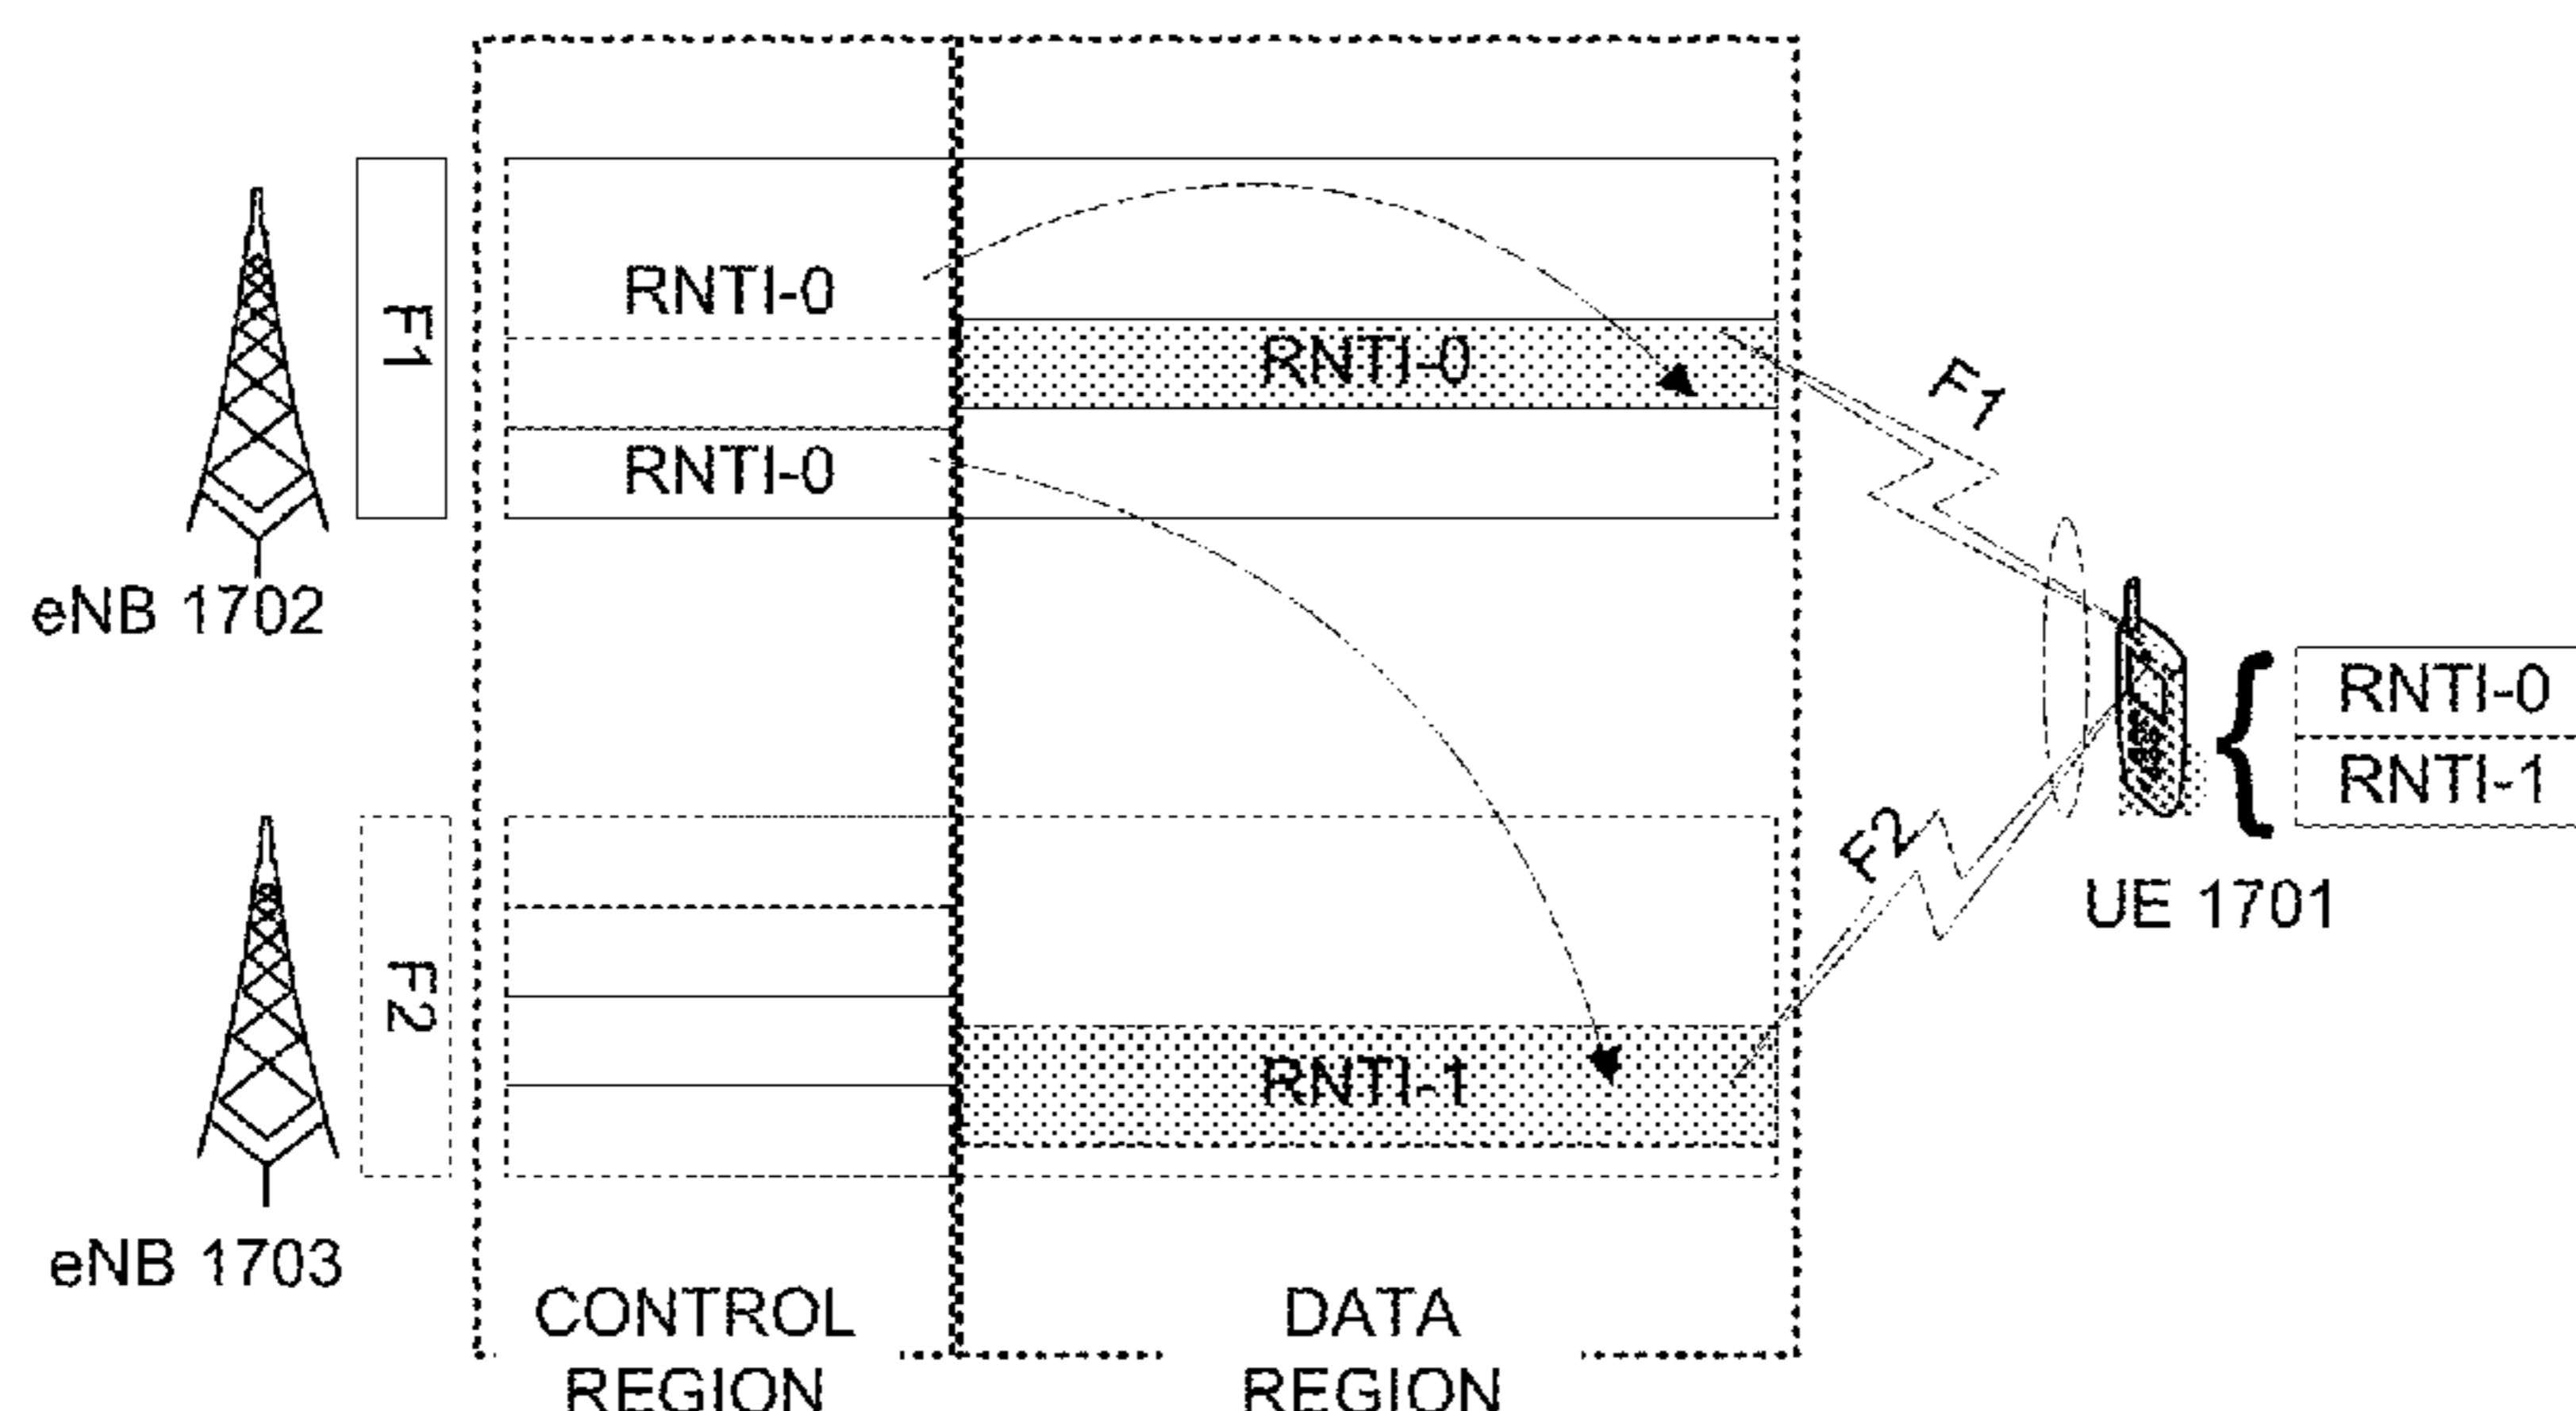 F1
RNTI-0
RNTI-0
RNTI-0
F1
eNB 1702
RNTI-0
RNTI-1
F2
F2
UE 1701
RNTI-1
eNB 1703
CONTROL
REGION
DATA
REGION